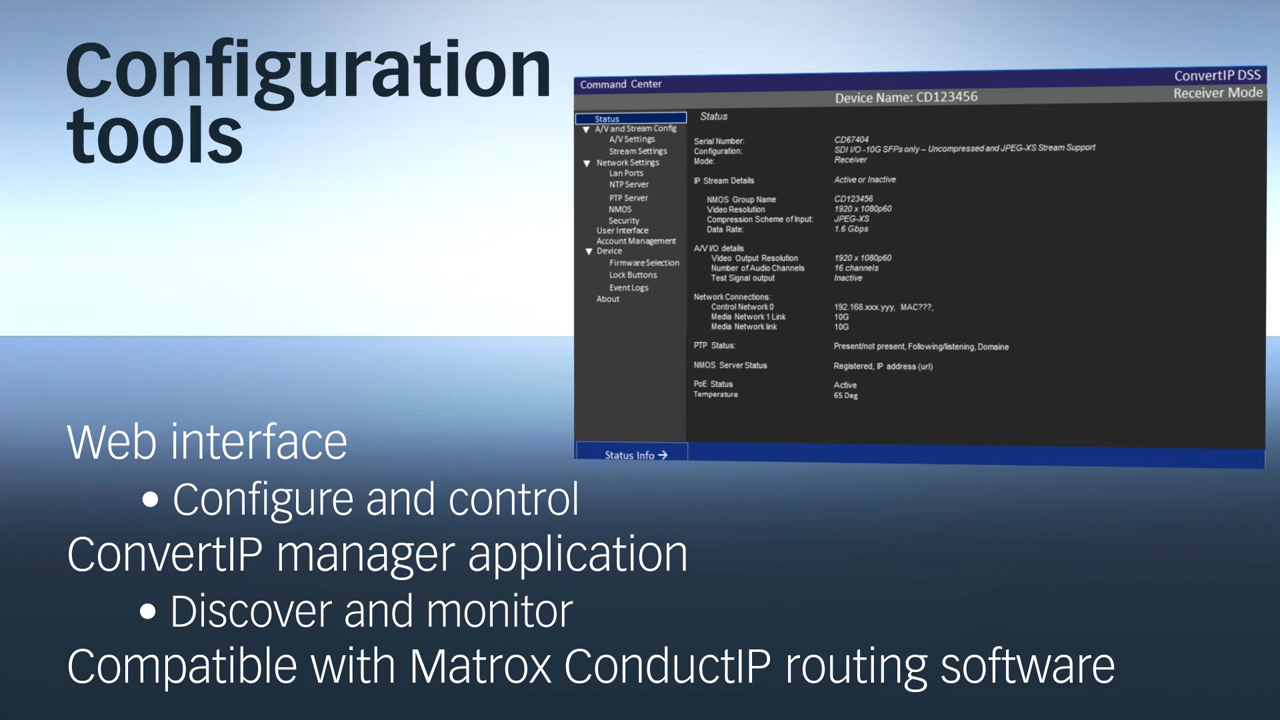 Configuration
tools
Command Center
ConvertIP DSS
Device Name: CD123456
Receiver Mode
Status
▼ A/V and Stream Config
A/V Settings
Stream Settings
▼ Network Settings
Lan Ports
NTP Server
PTP Server
NMOS
Security
User Interface
Account Management
▼ Device
Firmware Selection
Lock Buttons
Event Logs
About
Status Info →
Status
Serial Number: CD67404
Configuration: SDI I/O -10G SFPs only – Uncompressed and JPEG-XS Stream Support
Mode: Receiver
IP Stream Details Active or Inactive
NMOS Group Name CD123456
Video Resolution 1920 x 1080p60
Compression Scheme of Input: JPEG-XS
Data Rate: 1.6 Gbps
A/V I/O details
Video Output Resolution 1920 x 1080p60
Number of Audio Channels 16 channels
Test Signal output Inactive
Network Connections:
Control Network 0 192.168.xxx.yyy, MAC???,
Media Network 1 Link 10G
Media Network link 10G
PTP Status: Present/not present, Following/listening, Domaine
NMOS Server Status Registered, IP address (url)
PoE Status Active
Temperature 65 Deg
Web interface
• Configure and control
ConvertIP manager application
• Discover and monitor
Compatible with Matrox ConductIP routing software